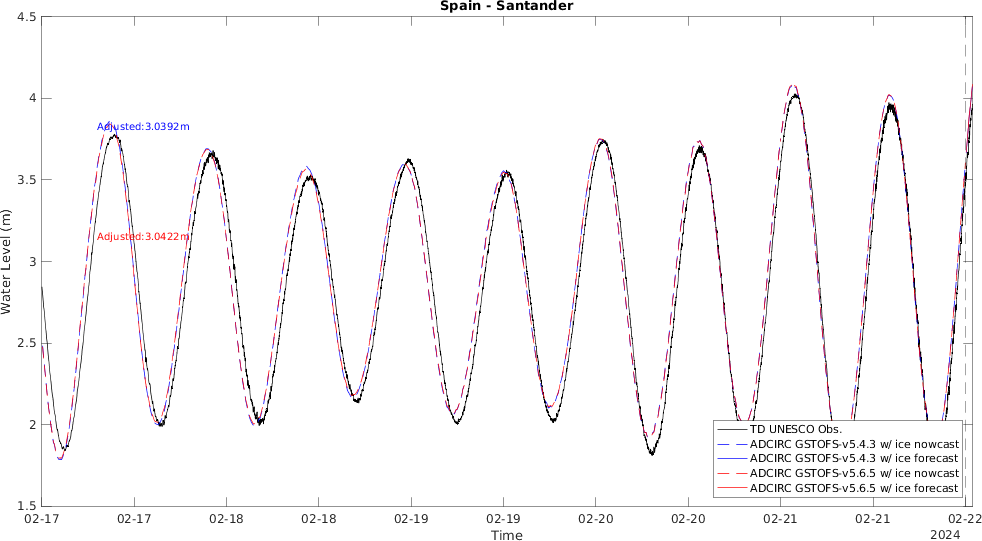 Spain - Santander
4.5
4
3.5
3
2.5
2
1.5
Water Level (m)
Adjusted:3.0392m
Adjusted:3.0422m
TD UNESCO Obs.
ADCIRC GSTOFS-v5.4.3 w/ ice nowcast
ADCIRC GSTOFS-v5.4.3 w/ ice forecast
ADCIRC GSTOFS-v5.6.5 w/ ice nowcast
ADCIRC GSTOFS-v5.6.5 w/ ice forecast
02-17 02-17 02-18 02-18 02-19 02-19 02-20 02-20 02-21 02-21 02-22
Time
2024